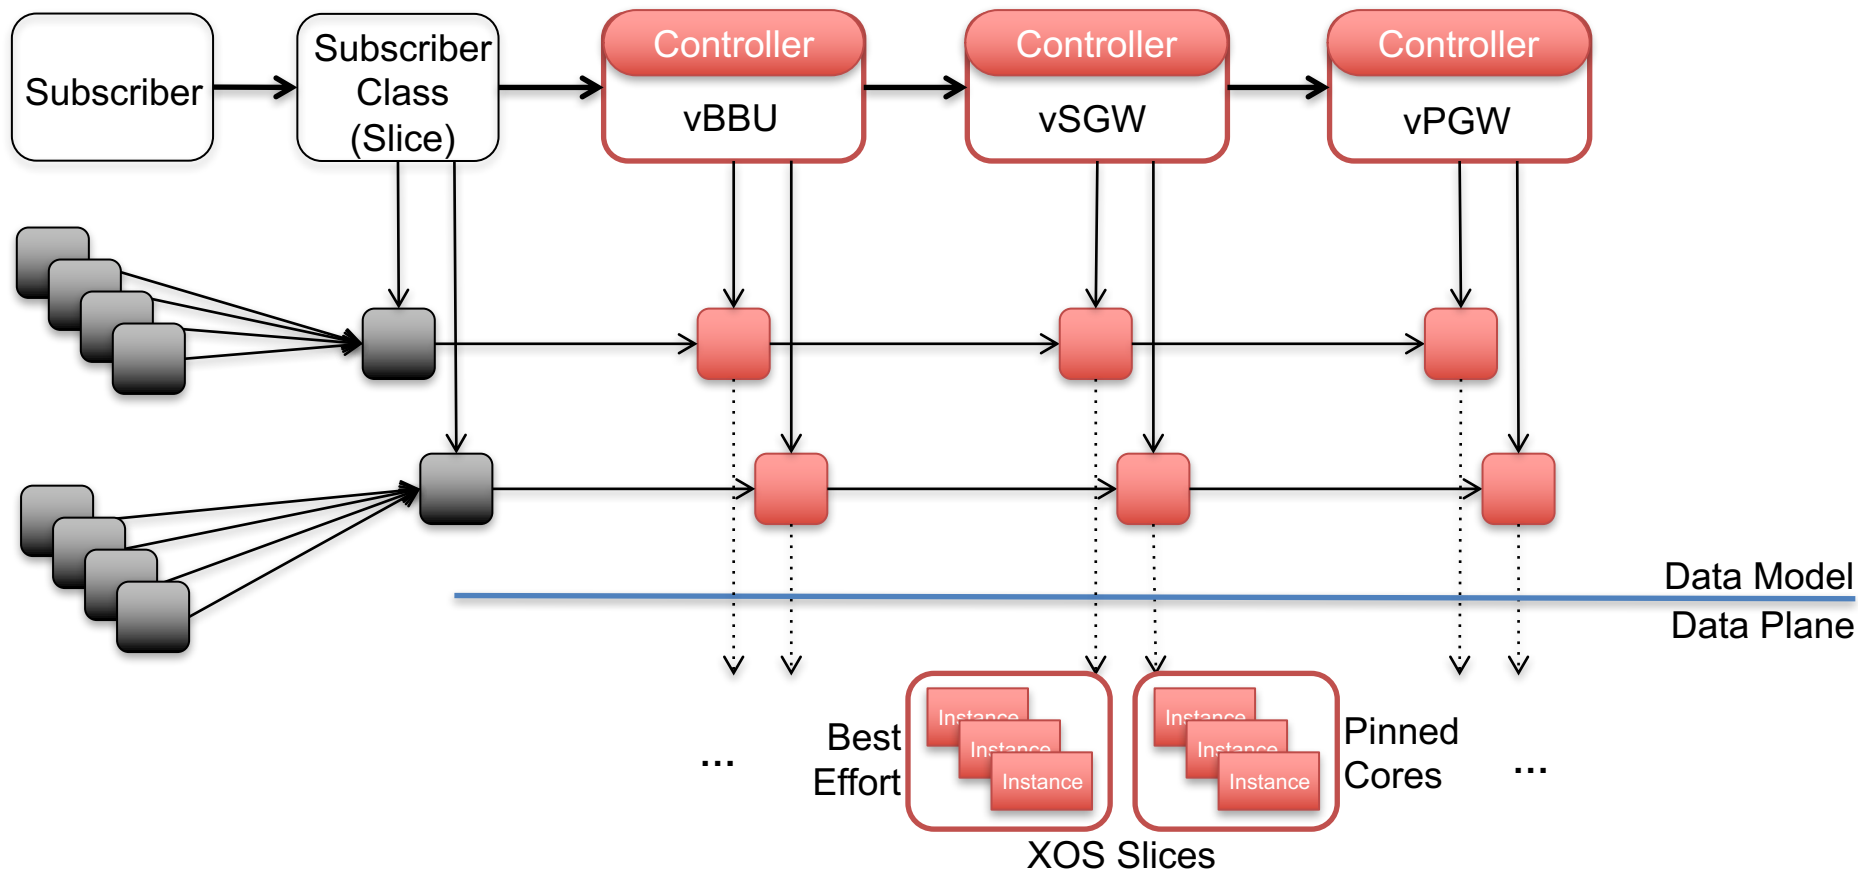 Subscriber
Subscriber
Class
(Slice)
Controller
vBBU
Controller
vSGW
Controller
vPGW
Data Model
Data Plane
...
Best
Effort
Instance
Instance
Instance
Instance
Instance
Instance
Pinned
Cores
...
XOS Slices